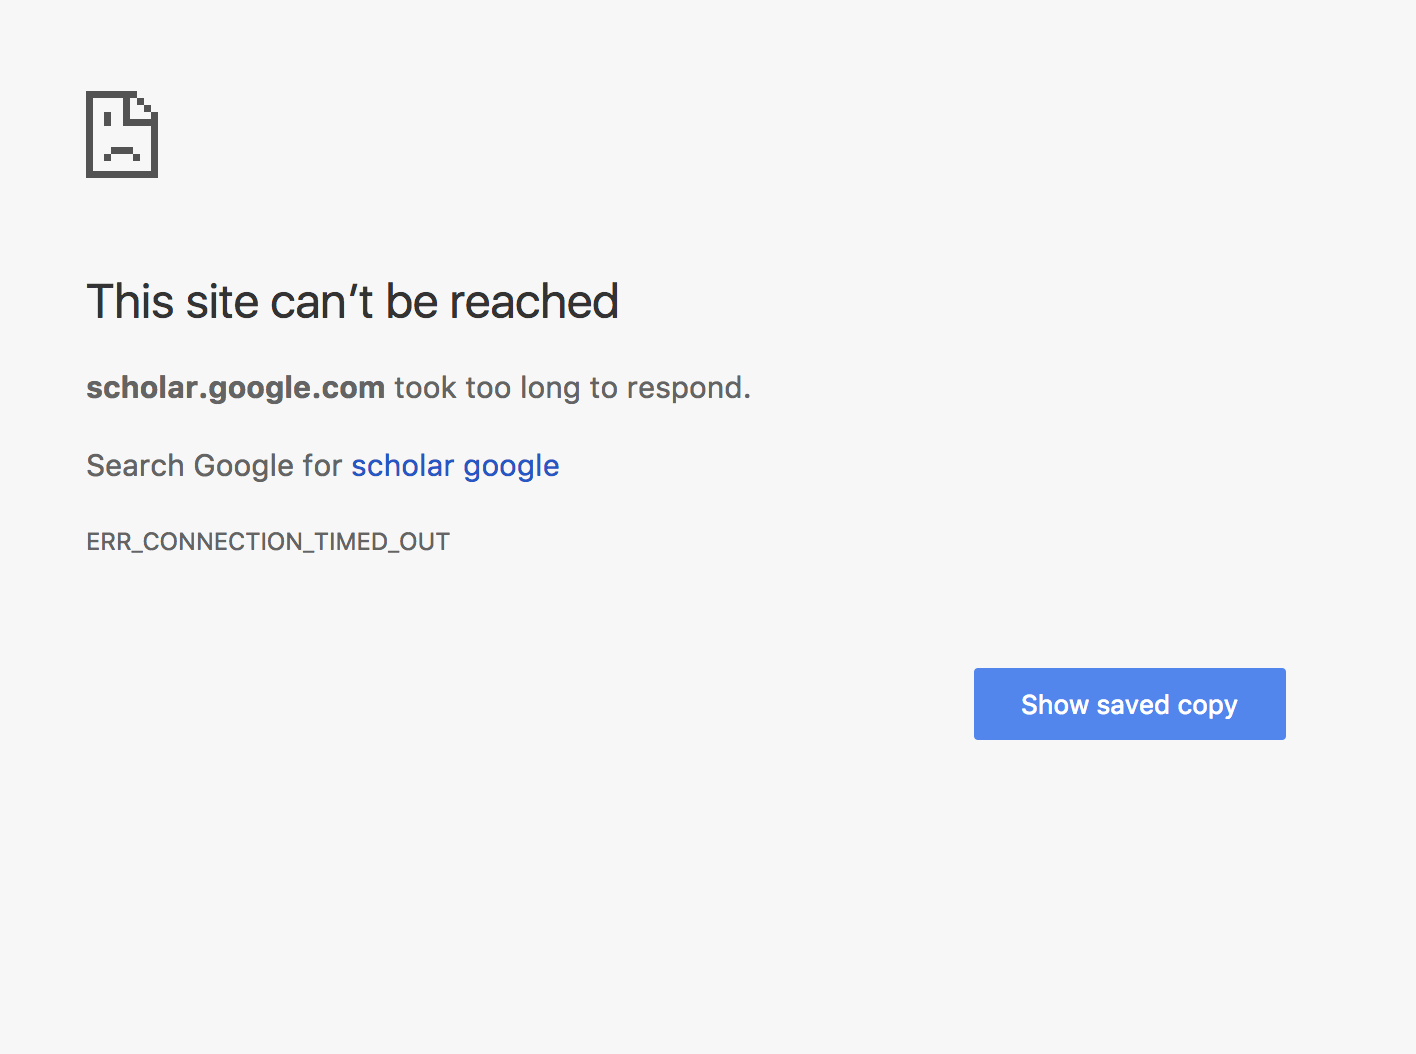 This site can’t be reached
scholar.google.com took too long to respond.
Search Google for scholar google
ERR_CONNECTION_TIMED_OUT
Show saved copy